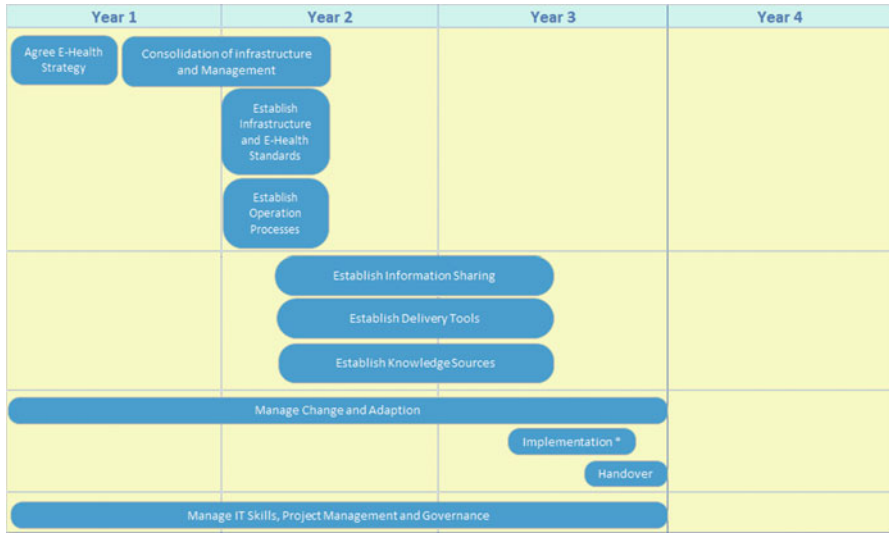 Year 1
Year 2
Year 3
Year 4
Agree E-Health
Strategy
Consolidation of infrastructure
and Management
Establish
Infrastructure
and E-Health
Standards
Establish
Operation
Processes
Establish Information Sharing
Establish Delivery Tools
Establish Knowledge Sources
Manage Change and Adaption
Implementation *
Handover
Manage IT Skills, Project Management and Governance